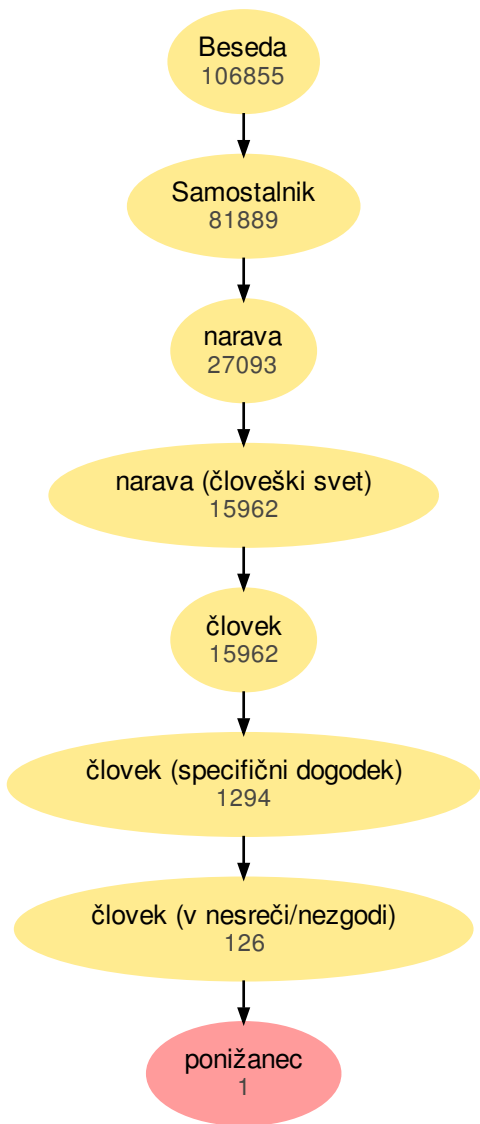 Beseda
106855
Samostalnik
81889
narava
27093
narava (človeški svet)
15962
človek
15962
človek (specifični dogodek)
1294
človek (v nesreči/nezgodi)
126
ponižanec
1